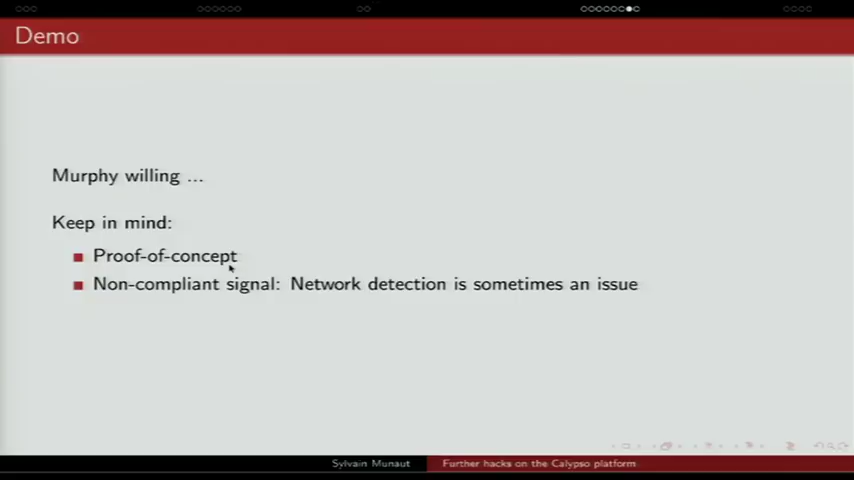 Demo
Murphy willing ...
Keep in mind:
Proof-of-concept
Non-compliant signal: Network detection is sometimes an issue
Sylvain Munaut
Further hacks on the Calypso platform